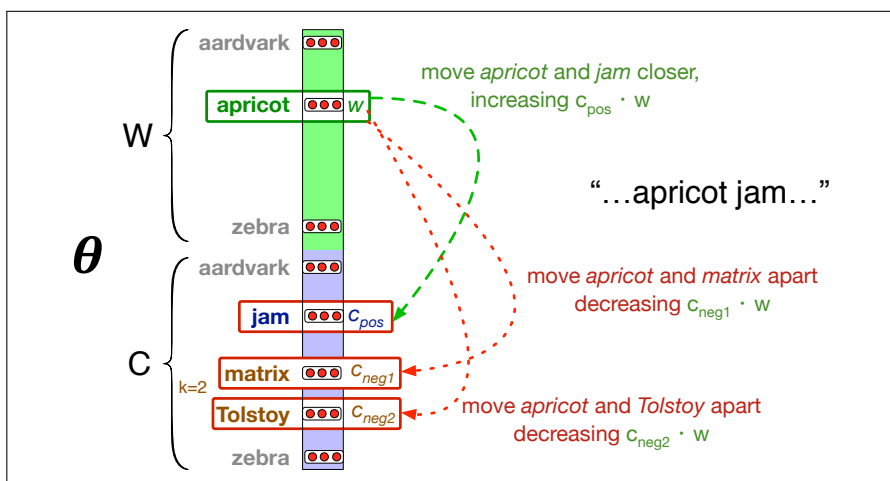 aardvark
move apricot and jam closer,
increasing c_pos · w
apricot w
W
"…apricot jam…"
zebra
θ
aardvark
move apricot and matrix apart
decreasing c_neg1 · w
jam c_pos
C
matrix c_neg1
k=2
Tolstoy c_neg2
move apricot and Tolstoy apart
decreasing c_neg2 · w
zebra